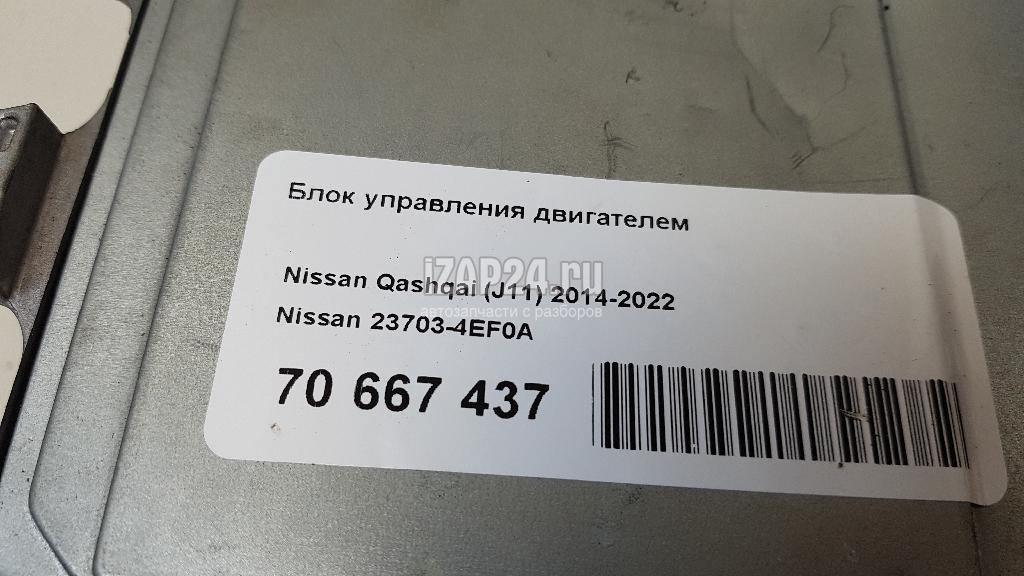 Блок управления двигателем
iZAP24.ru
Nissan Qashqai (J11) 2014-2022
автозапчасти с разборов
Nissan 23703-4EF0A
70 667 437